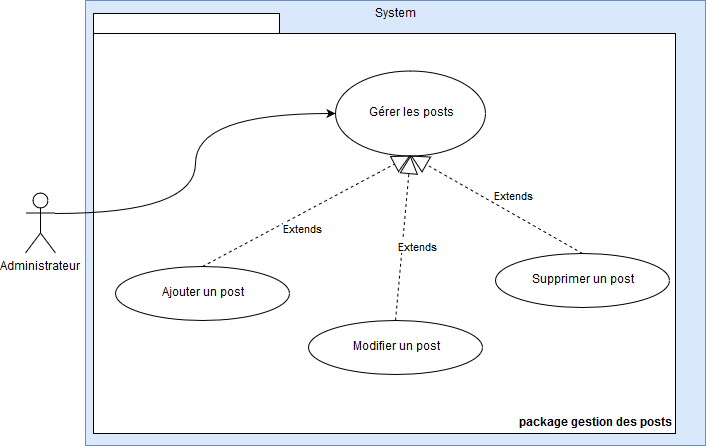 System
Gérer les posts
Administrateur
Extends
Extends
Extends
Ajouter un post
Supprimer un post
Modifier un post
package gestion des posts